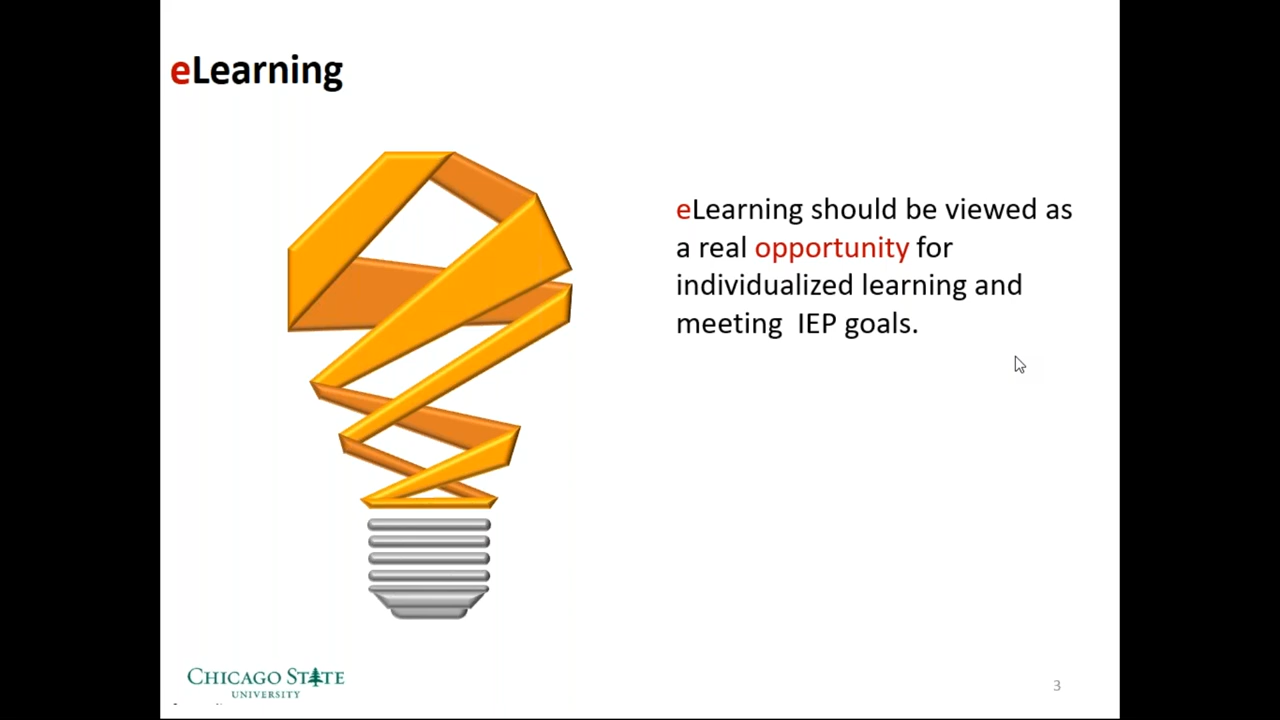 eLearning
eLearning should be viewed as
a real opportunity for
individualized learning and
meeting  IEP goals.
CHICAGO STATE
UNIVERSITY
3